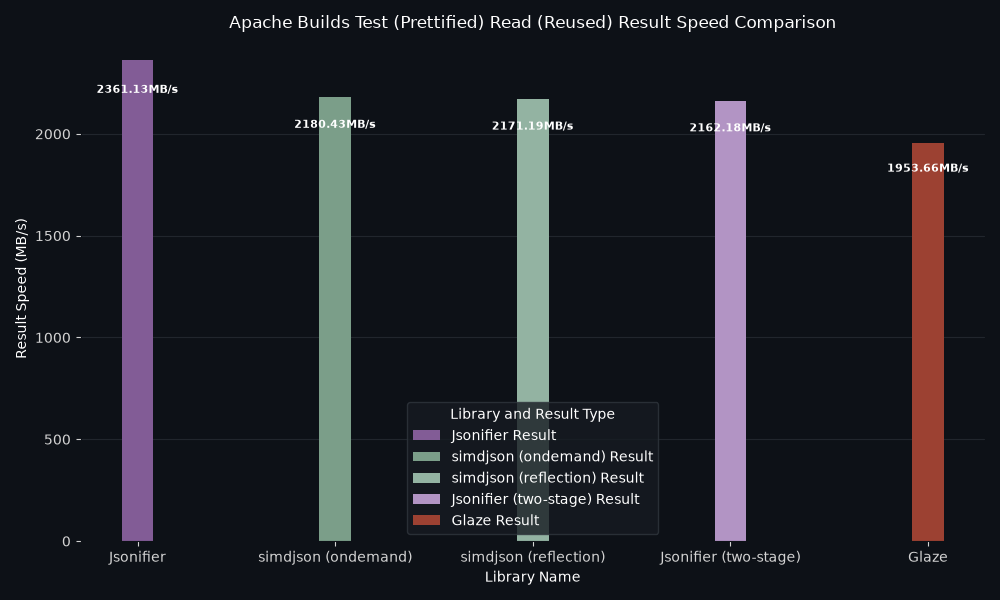 Apache Builds Test (Prettified) Read (Reused) Result Speed Comparison
2361.13MB/s
2180.43MB/s
2171.19MB/s
2162.18MB/s
1953.66MB/s
Result Speed (MB/s)
2000
1500
1000
500
0
Library and Result Type
Jsonifier Result
simdjson (ondemand) Result
simdjson (reflection) Result
Jsonifier (two-stage) Result
Glaze Result
Jsonifier
simdjson (ondemand)
simdjson (reflection)
Jsonifier (two-stage)
Glaze
Library Name